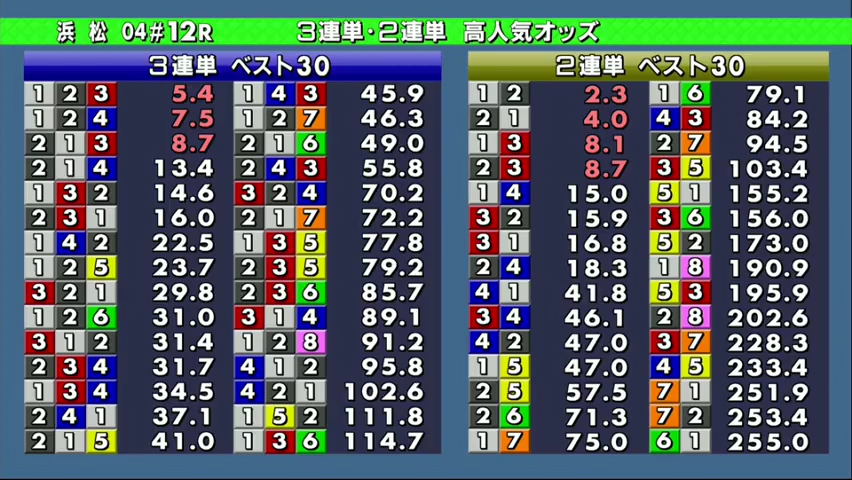 浜 松 04#12R 3連単・2連単 高人気オッズ
3連単 ベスト30
1 2 3 5.4 1 4 3 45.9
1 2 4 7.5 1 2 7 46.3
2 1 3 8.7 2 1 6 49.0
2 1 4 13.4 2 4 3 55.8
1 3 2 14.6 3 2 4 70.2
2 3 1 16.0 2 1 7 72.2
1 4 2 22.5 1 3 5 77.8
1 2 5 23.7 2 3 5 79.2
3 2 1 29.8 2 3 6 85.7
1 2 6 31.0 3 1 4 89.1
3 1 2 31.4 1 2 8 91.2
2 3 4 31.7 4 1 2 95.8
1 3 4 34.5 4 2 1 102.6
2 4 1 37.1 1 5 2 111.8
2 1 5 41.0 1 3 6 114.7
2連単 ベスト30
1 2 2.3 1 6 79.1
2 1 4.0 4 3 84.2
1 3 8.1 2 7 94.5
2 3 8.7 3 5 103.4
1 4 15.0 5 1 155.2
3 2 15.9 3 6 156.0
3 1 16.8 5 2 173.0
2 4 18.3 1 8 190.9
4 1 41.8 5 3 195.9
3 4 46.1 2 8 202.6
4 2 47.0 3 7 228.3
1 5 47.0 4 5 233.4
2 5 57.5 7 1 251.9
2 6 71.3 7 2 253.4
1 7 75.0 6 1 255.0